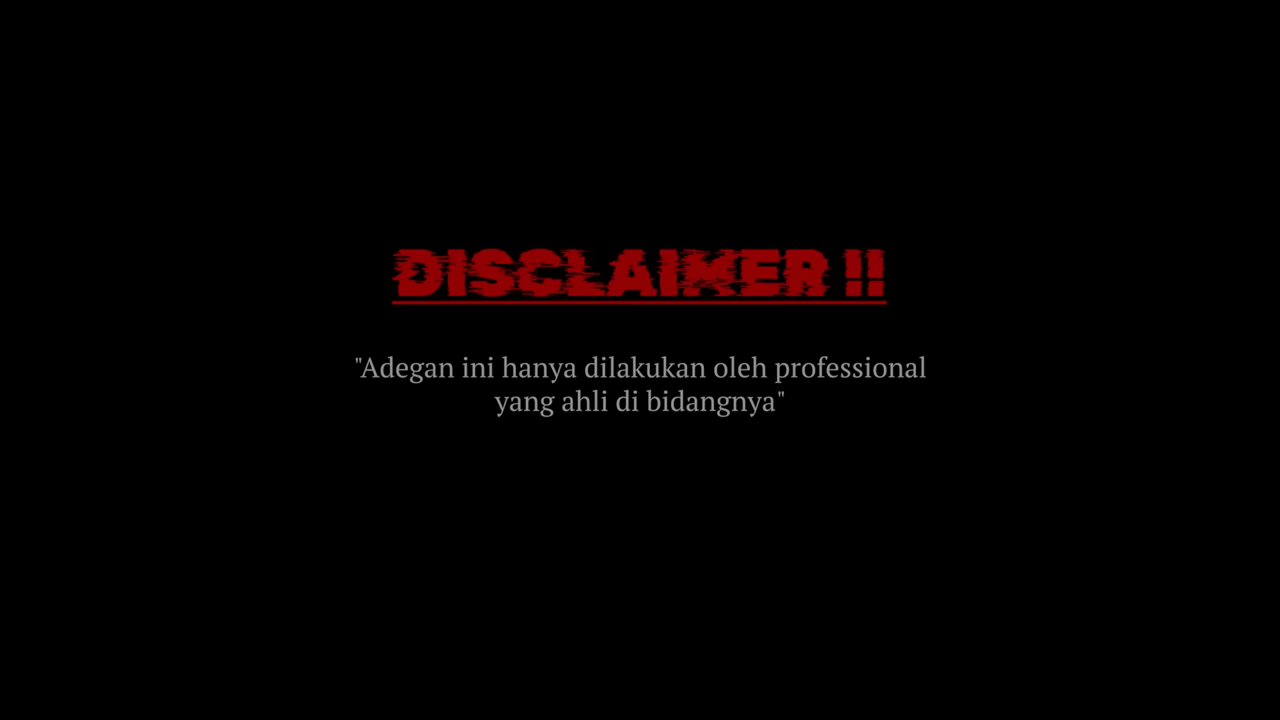 DISCLAIMER !!
"Adegan ini hanya dilakukan oleh professional
yang ahli di bidangnya"